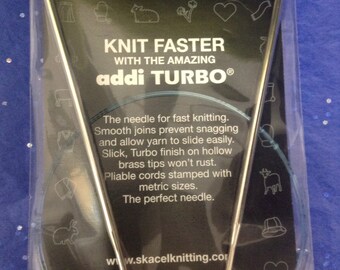 KNIT FASTER
WITH THE AMAZING
addi TURBO®
The needle for fast knitting.
Smooth joins prevent snagging
and allow yarn to slide easily.
Slick, Turbo finish on hollow
brass tips won't rust.
Pliable cords stamped with
metric sizes.
The perfect needle.
www.skacelknitting.com